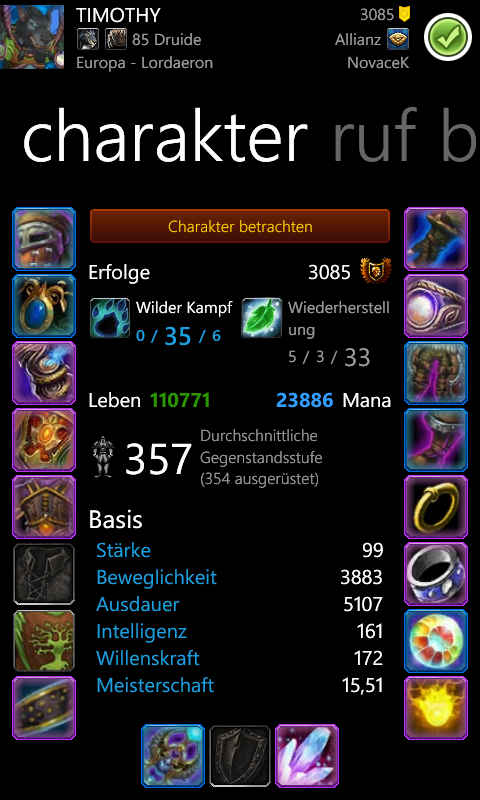 TIMOTHY
3085
85 Druide
Allianz
Europa - Lordaeron
NovaceK
charakter ruf b
Charakter betrachten
Erfolge
3085
Wilder Kampf
0 / 35 / 6
Wiederherstell
ung
5 / 3 / 33
Leben 110771
23886 Mana
357
Durchschnittliche
Gegenstandsstufe
(354 ausgerüstet)
Basis
Stärke 99
Beweglichkeit 3883
Ausdauer 5107
Intelligenz 161
Willenskraft 172
Meisterschaft 15,51